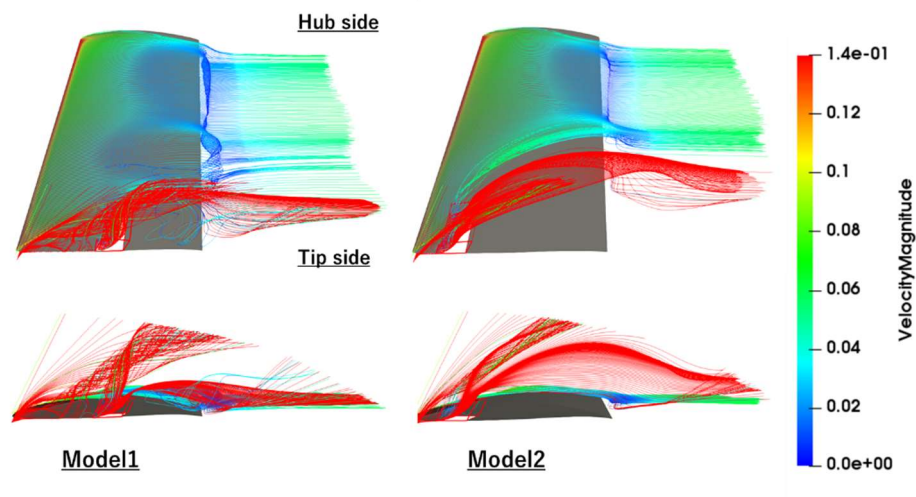 Hub side
Tip side
Model1
Model2
1.4e-01
0.12
0.1
0.08
0.06
0.04
0.02
0.0e+00
VelocityMagnitude